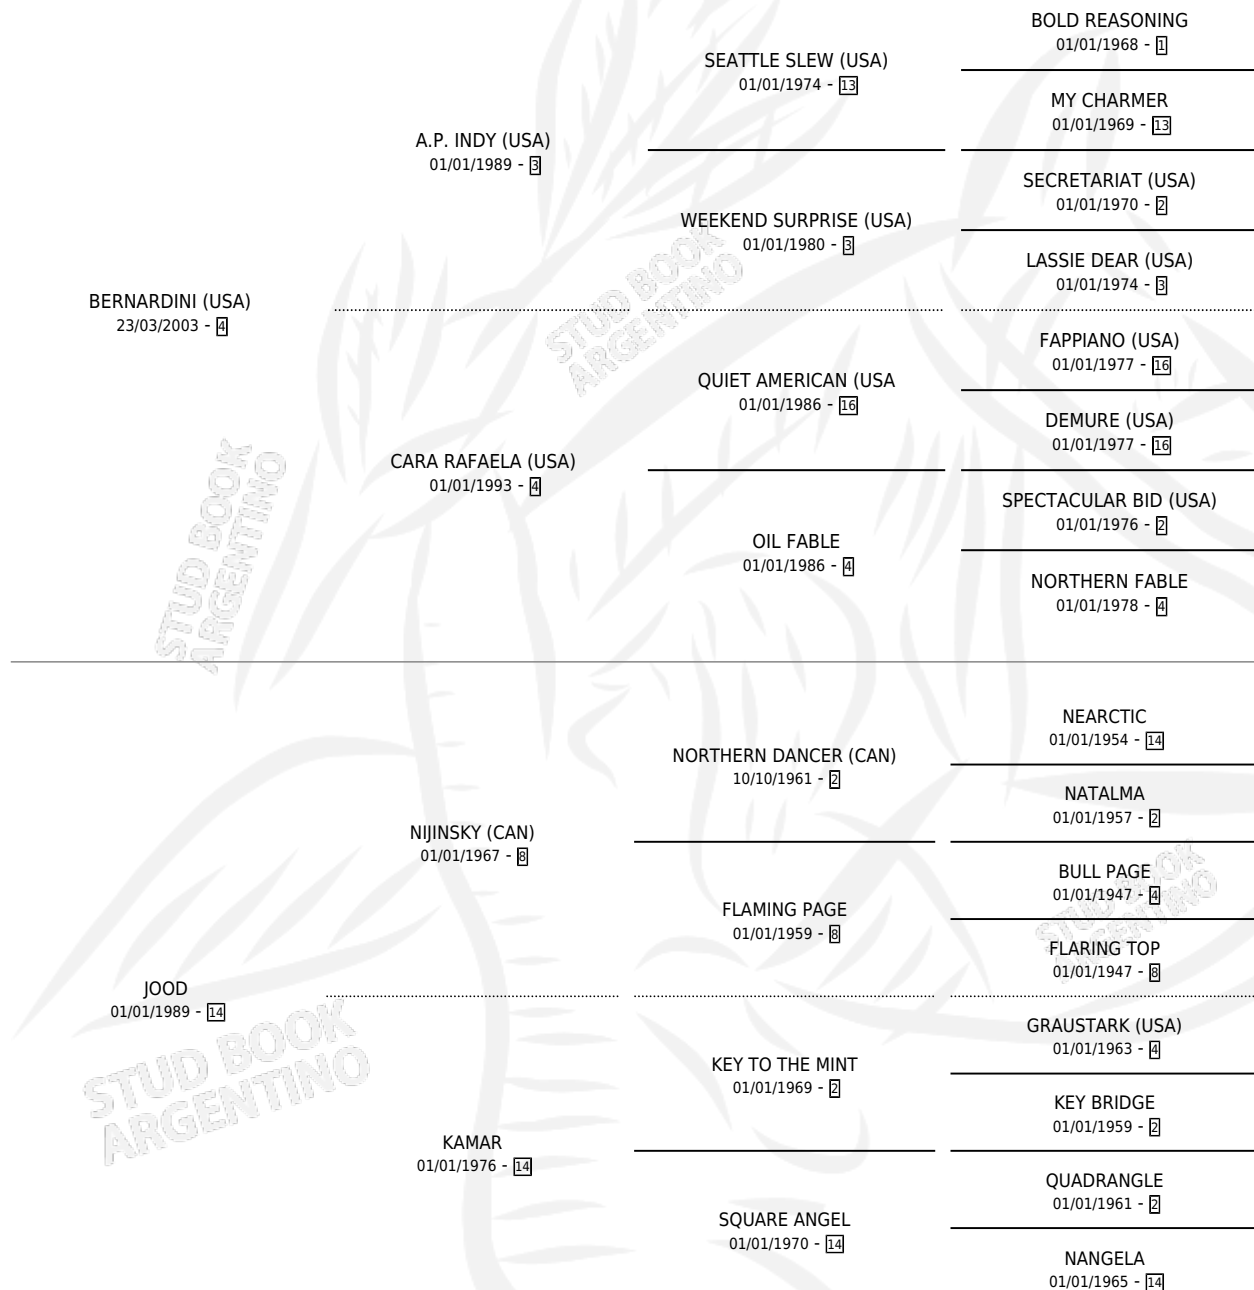 BOLD REASONING
01/01/1968 - 1
SEATTLE SLEW (USA)
01/01/1974 - 13
MY CHARMER
01/01/1969 - 13
A.P. INDY (USA)
01/01/1989 - 3
SECRETARIAT (USA)
01/01/1970 - 2
WEEKEND SURPRISE (USA)
01/01/1980 - 3
LASSIE DEAR (USA)
01/01/1974 - 3
BERNARDINI (USA)
23/03/2003 - 4
FAPPIANO (USA)
01/01/1977 - 16
QUIET AMERICAN (USA
01/01/1986 - 16
DEMURE (USA)
01/01/1977 - 16
CARA RAFAELA (USA)
01/01/1993 - 4
SPECTACULAR BID (USA)
01/01/1976 - 2
OIL FABLE
01/01/1986 - 4
NORTHERN FABLE
01/01/1978 - 4
STUD BOOK
ARGENTINO
STUD BOOK
ARGENTINO
NEARCTIC
01/01/1954 - 14
NORTHERN DANCER (CAN)
10/10/1961 - 2
NATALMA
01/01/1957 - 2
NIJINSKY (CAN)
01/01/1967 - 8
BULL PAGE
01/01/1947 - 4
FLAMING PAGE
01/01/1959 - 8
FLARING TOP
01/01/1947 - 8
STUD BOOK
ARGENTINO
JOOD
01/01/1989 - 14
GRAUSTARK (USA)
01/01/1963 - 4
KEY TO THE MINT
01/01/1969 - 2
KEY BRIDGE
01/01/1959 - 2
KAMAR
01/01/1976 - 14
QUADRANGLE
01/01/1961 - 2
SQUARE ANGEL
01/01/1970 - 14
NANGELA
01/01/1965 - 14
STUD BOOK
ARGENTINO